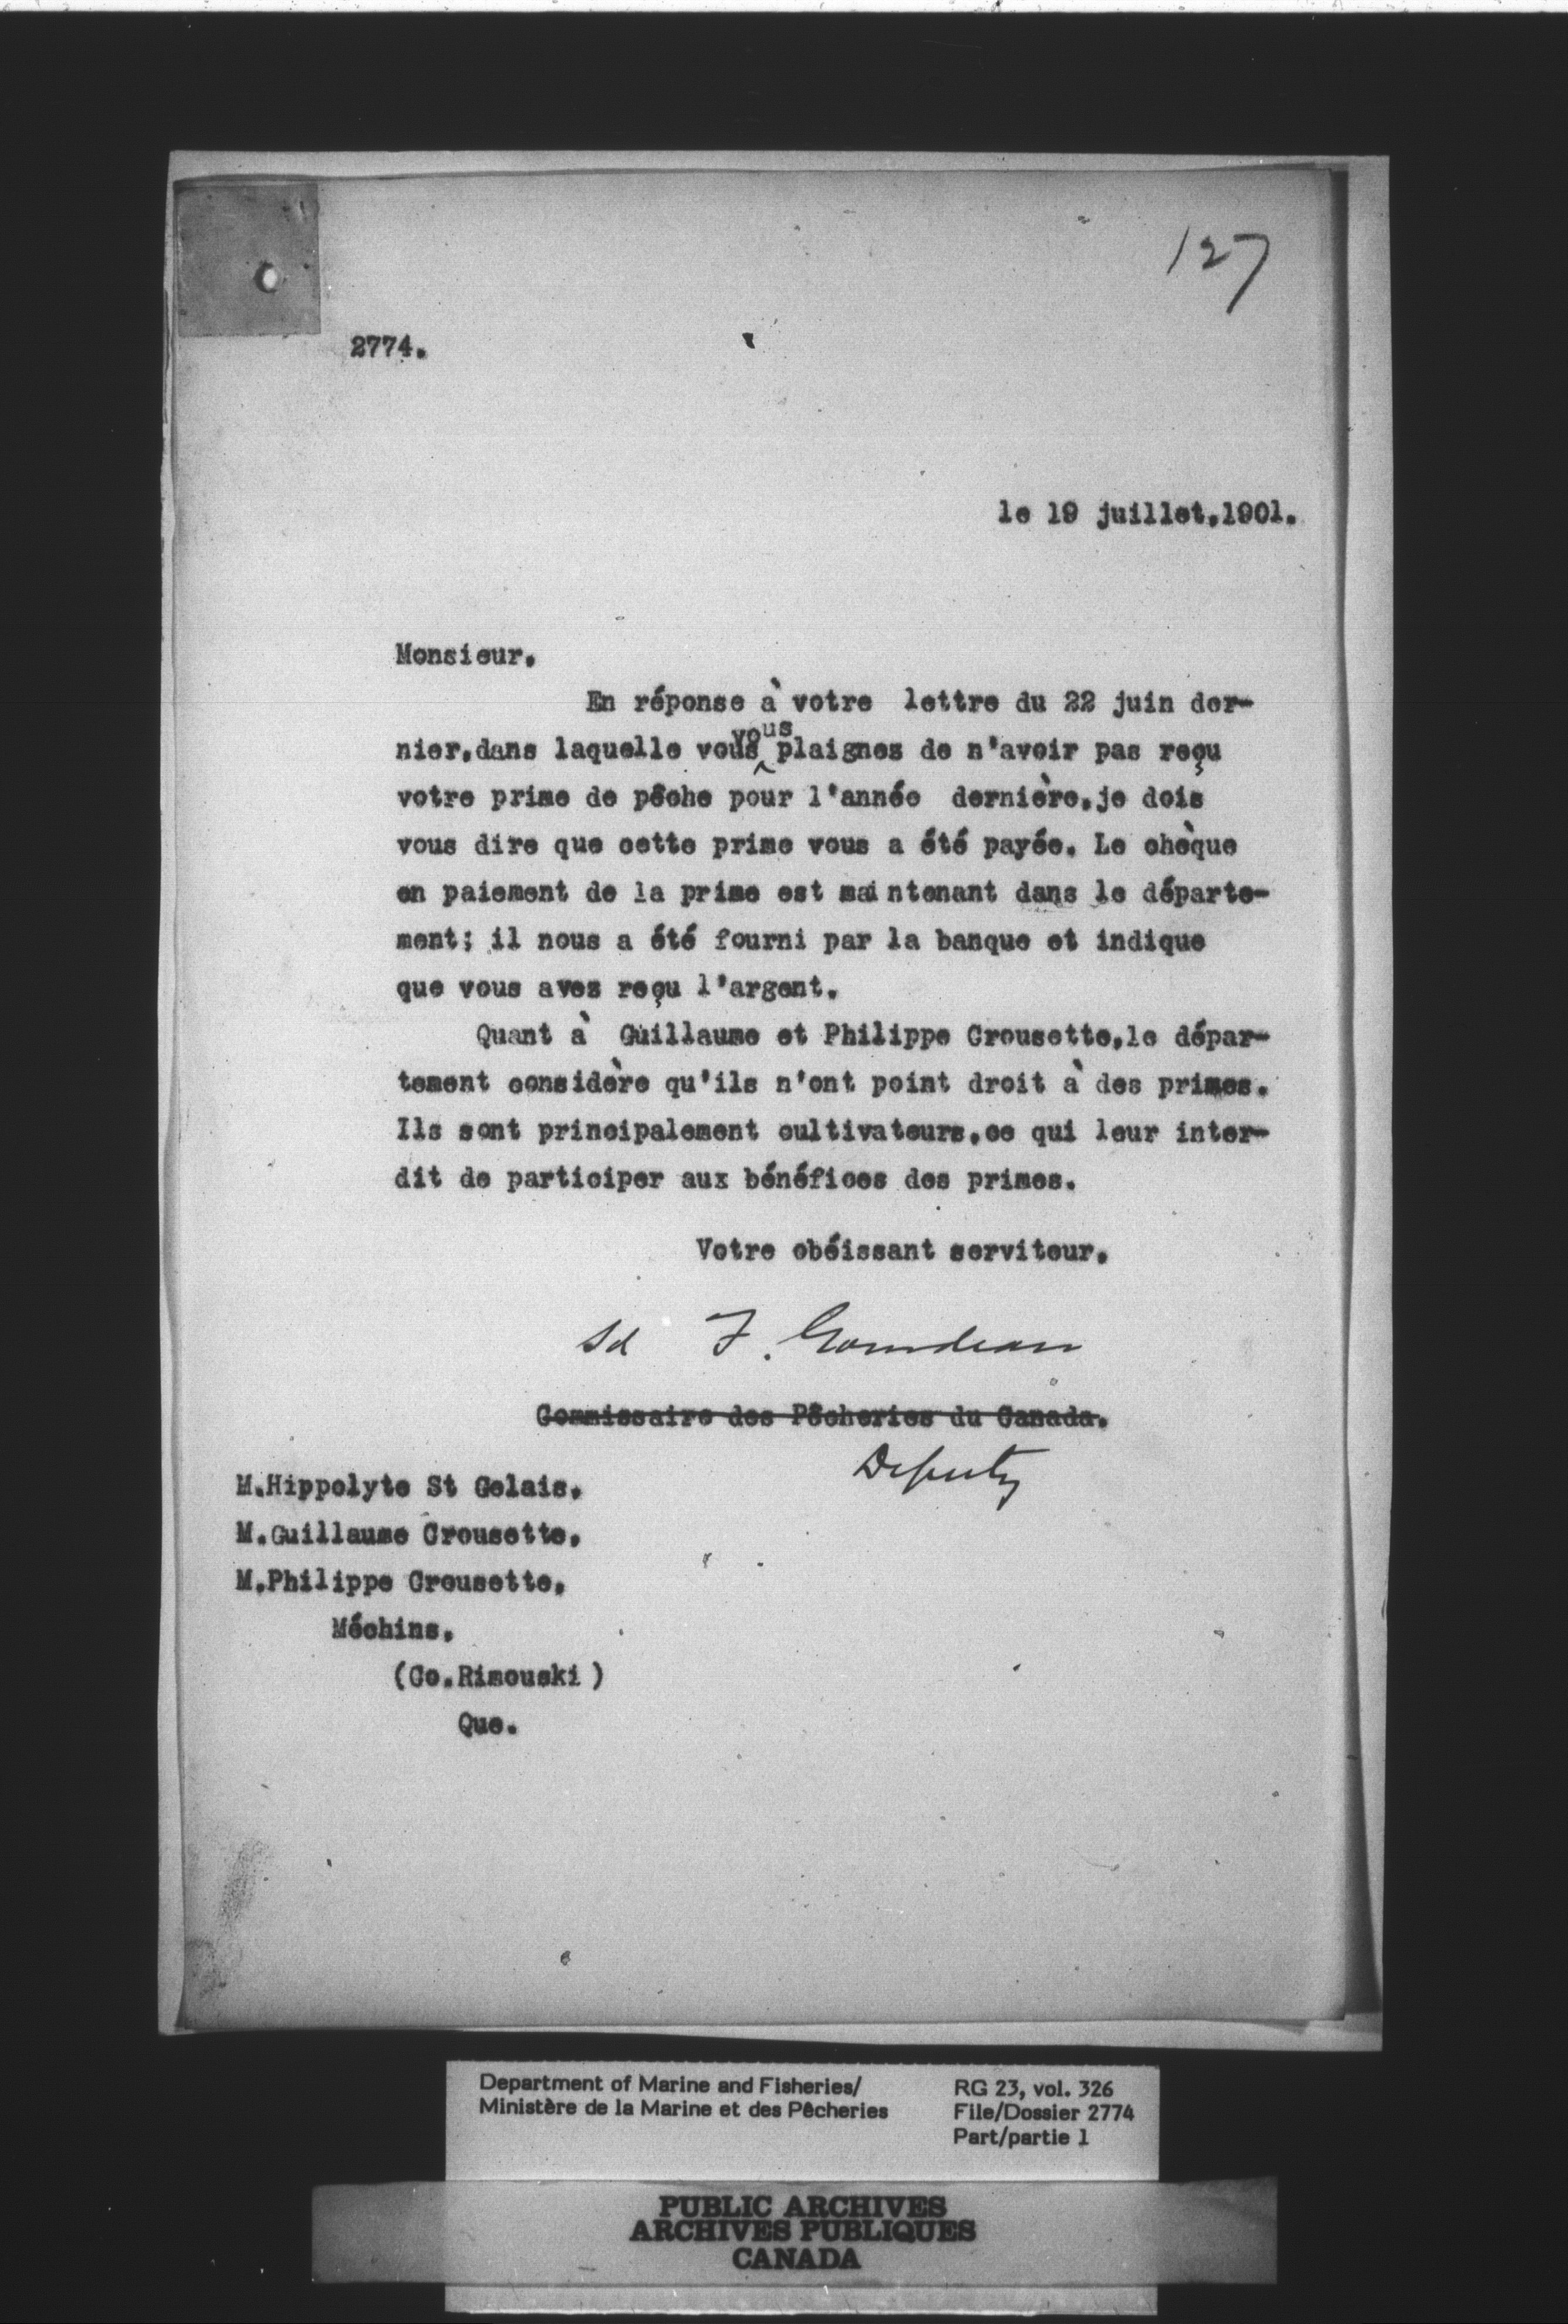 127
2774.
le 19 juillet,1901.
Monsieur,
En réponse à votre lettre du 22 juin der-
nier,dans laquelle vous vous plaignez de n'avoir pas reçu
votre prime de pêche pour l'année dernière,je dois
vous dire que cette prime vous a été payée. Le chèque
en paiement de la prime est maintenant dans le départe-
ment; il nous a été fourni par la banque et indique
que vous avez reçu l'argent.
Quant à Guillaume et Philippe Crousette,le dépar-
tement considère qu'ils n'ont point droit à des primes.
Ils sont principalement cultivateurs,ce qui leur inter-
dit de participer aux bénéfices des primes.
Votre obéissant serviteur,
Sd F. Gourdeau
Commissaire des Pêcheries du Canada.
Deputy
M.Hippolyte St Gelais,
M.Guillaume Crousette,
M.Philippe Crousette,
Méchins,
(Co.Rimouski )
Que.
Department of Marine and Fisheries/
Ministère de la Marine et des Pêcheries
RG 23, vol. 326
File/Dossier 2774
Part/partie 1
PUBLIC ARCHIVES
ARCHIVES PUBLIQUES
CANADA